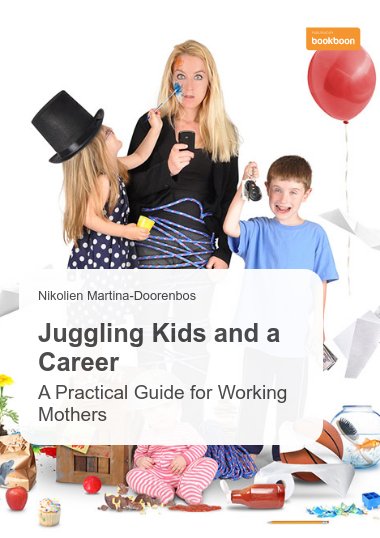 bookboon
Nikolien Martina-Doorenbos
Juggling Kids and a
Career
A Practical Guide for Working
Mothers